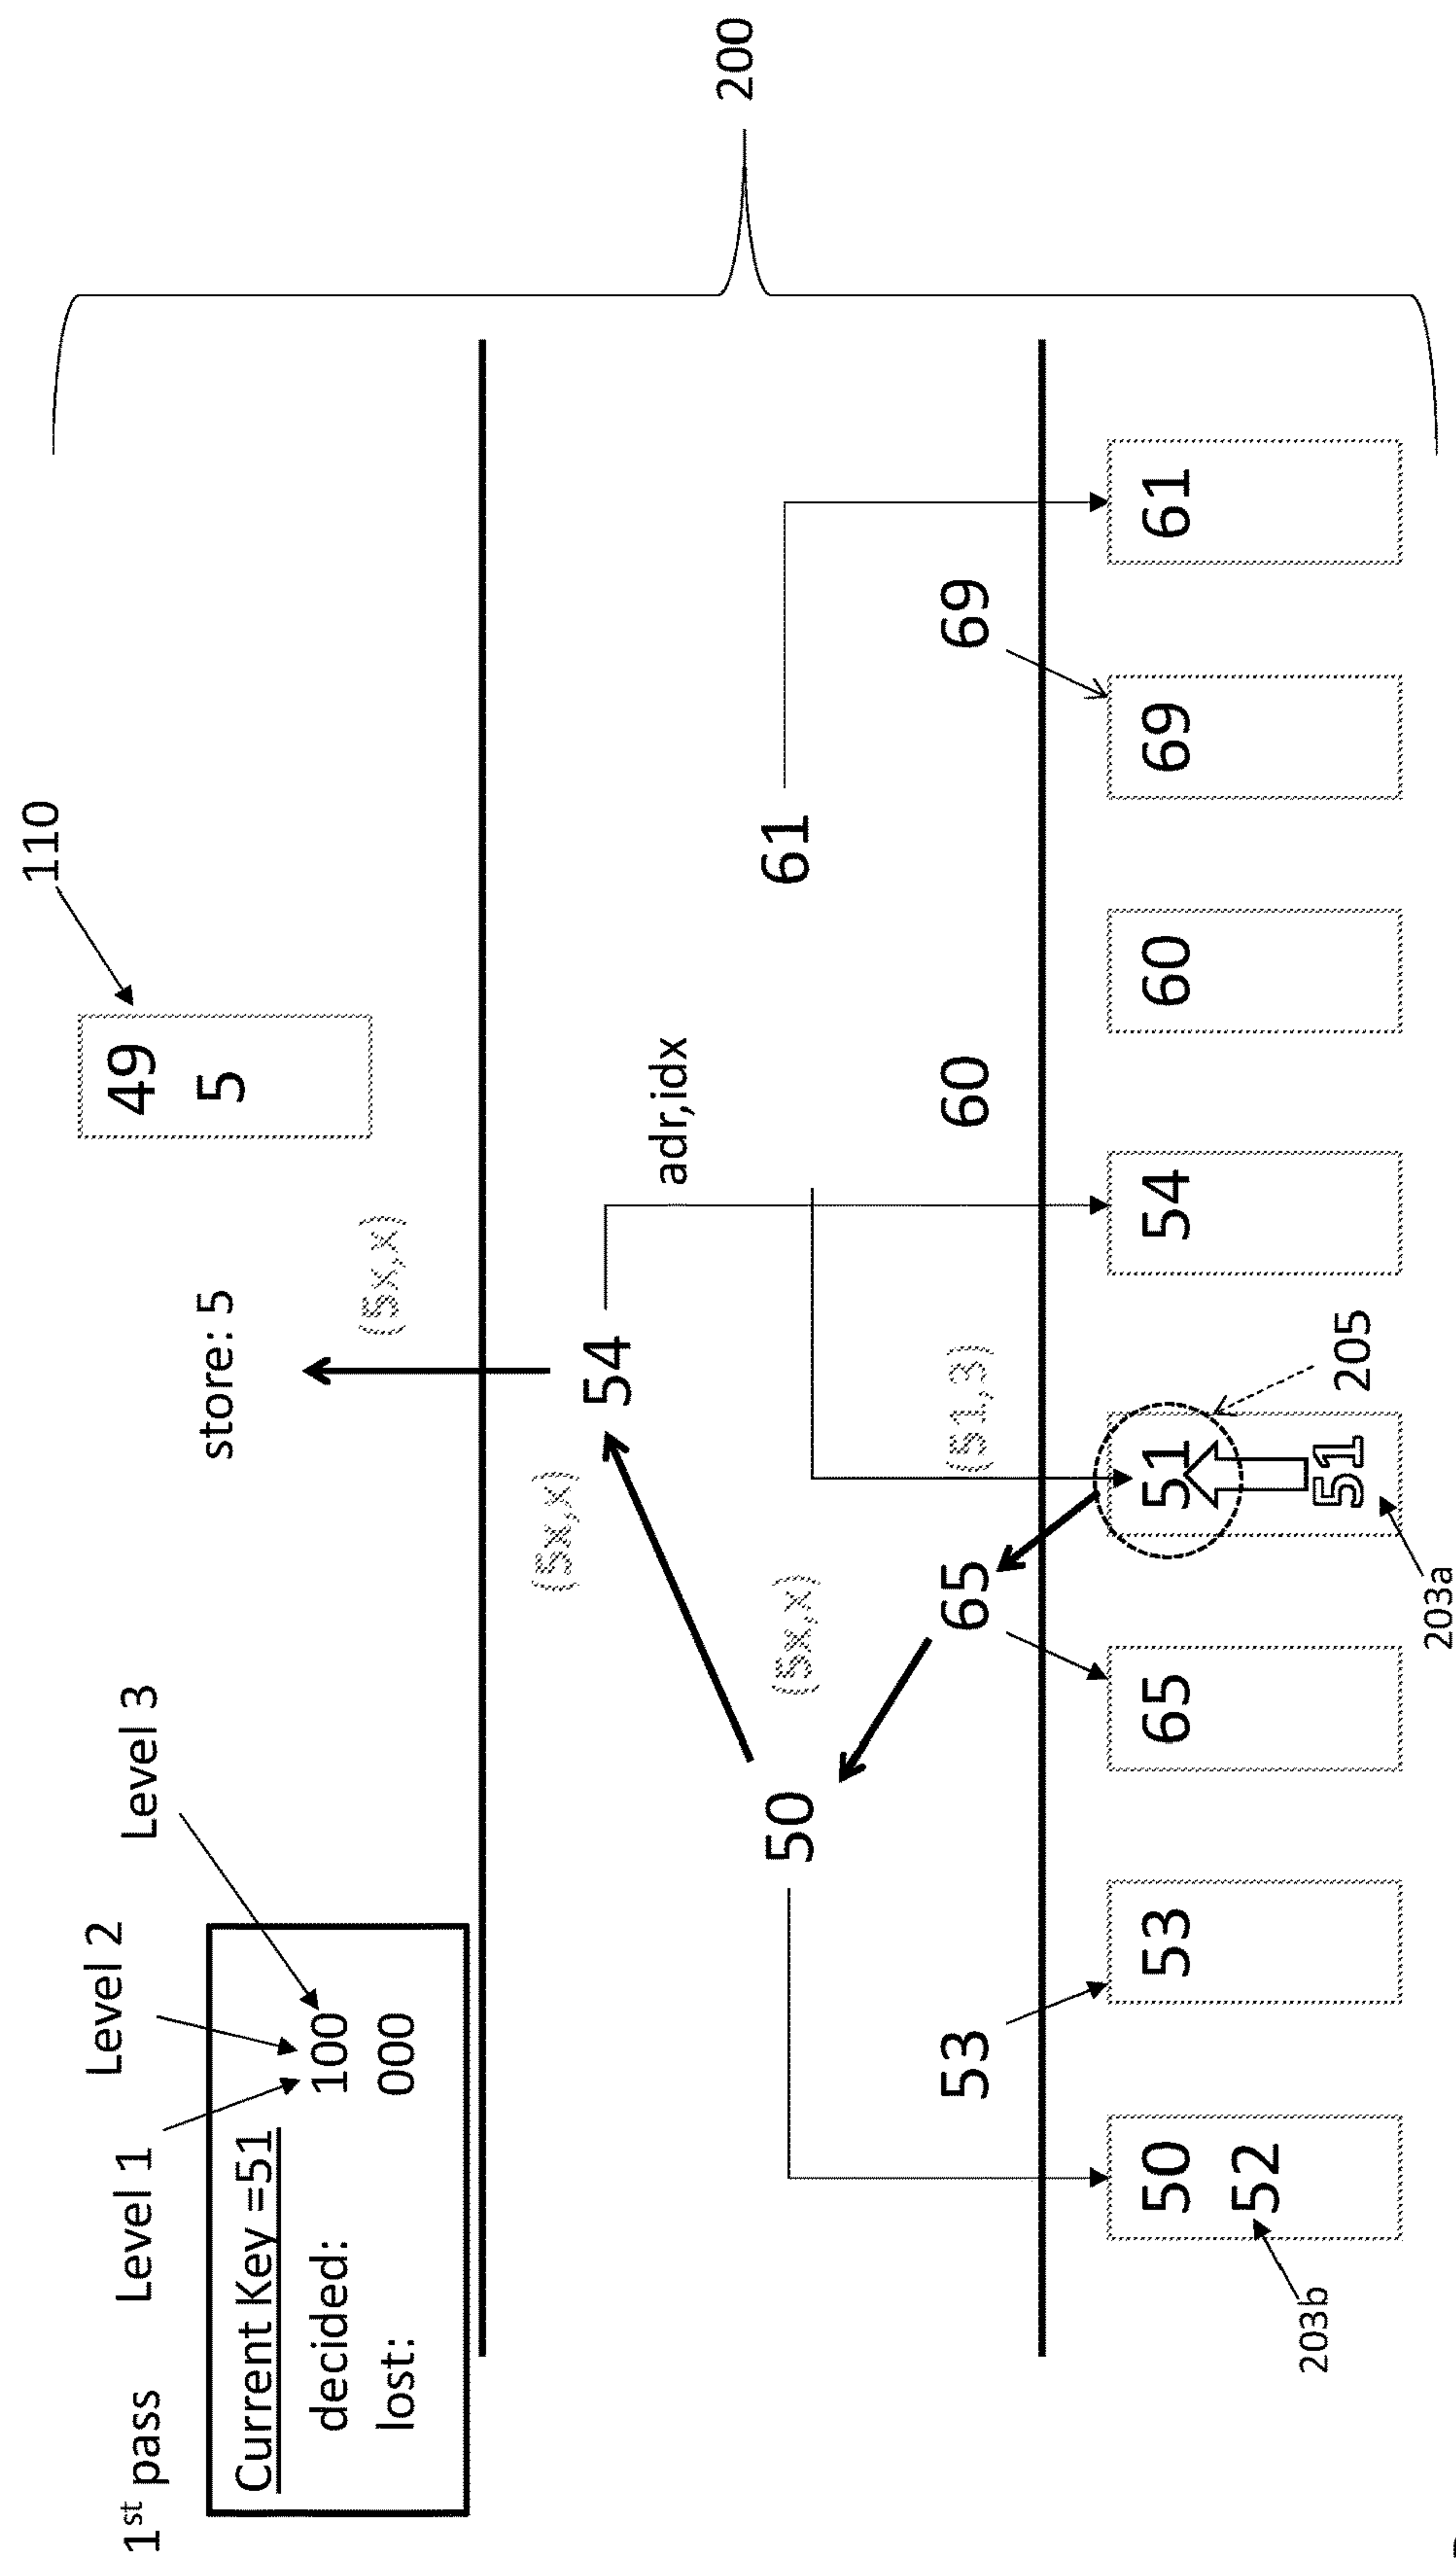 1st pass
Level 1
Level 2
Level 3
Current Key =51
decided: 100
lost: 000
store: 5
49
5
110
(5x,x)
54
(5x,x)
adr,idx
50
(5x,x)
61
53
65
(51,3)
60
69
50
52
53
65
51
51
54
60
69
61
203b
203a
205
200